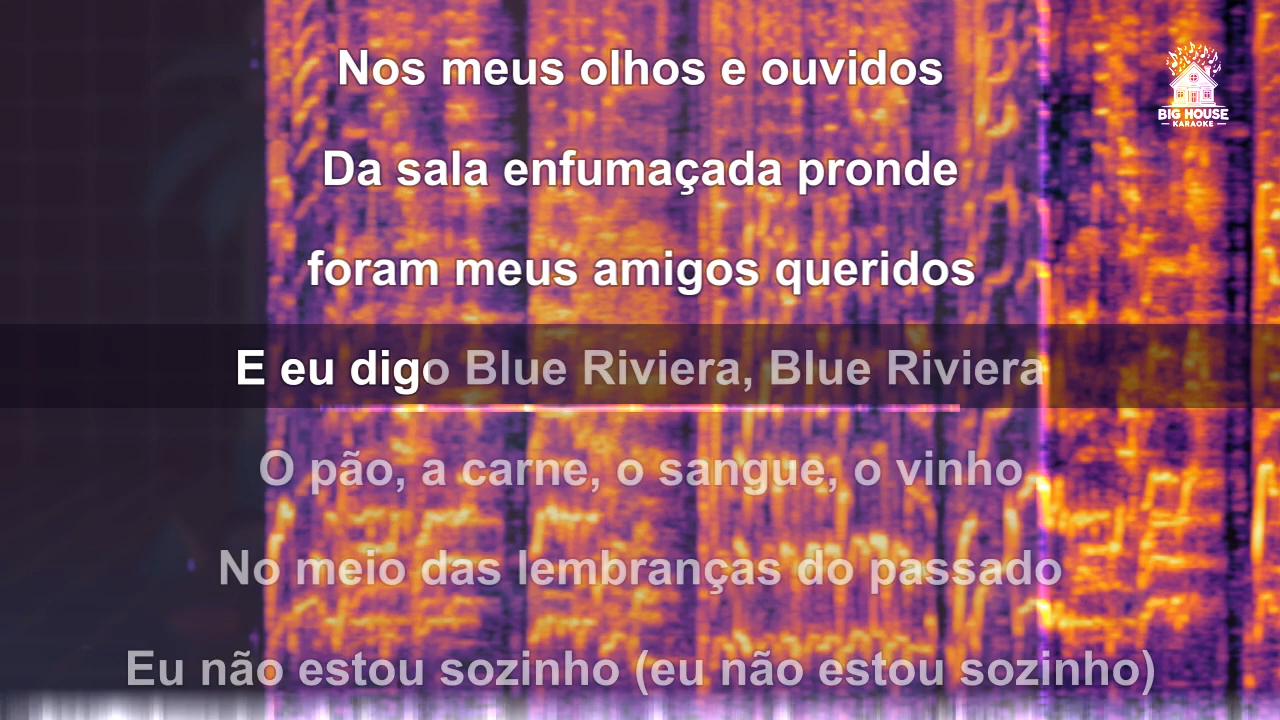 Nos meus olhos e ouvidos
BIG HOUSE
KARAOKE
Da sala enfumaçada pronde
foram meus amigos queridos
E eu digo Blue Riviera, Blue Riviera
O pão, a carne, o sangue, o vinho
No meio das lembranças do passado
Eu não estou sozinho (eu não estou sozinho)